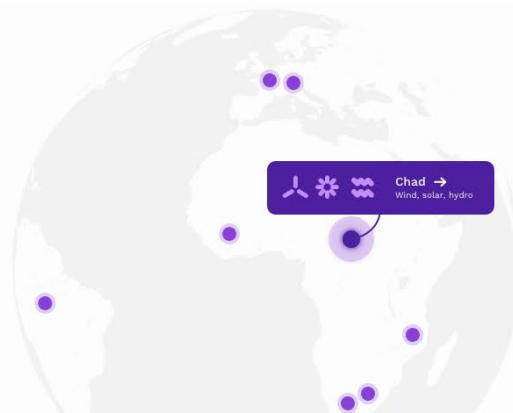 Chad →
Wind, solar, hydro